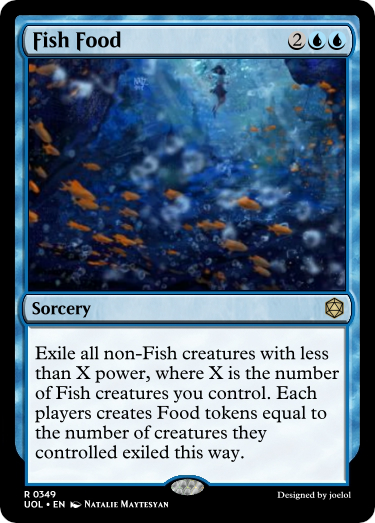 Fish Food 2
Sorcery
Exile all non-Fish creatures with less
than X power, where X is the number
of Fish creatures you control. Each
players creates Food tokens equal to
the number of creatures they
controlled exiled this way.
R 0349
UOL • EN Natalie Maytesyan
Designed by joelol